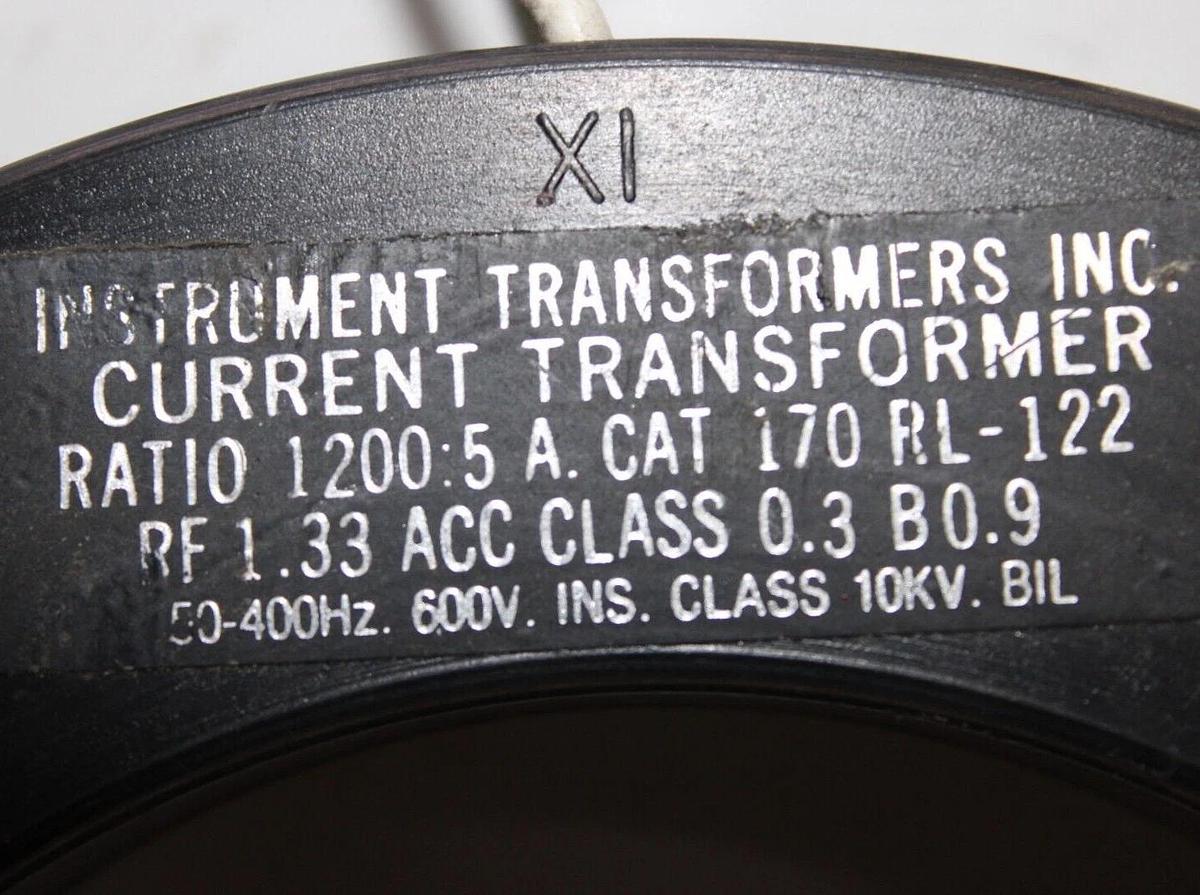 X1
INSTRUMENT TRANSFORMERS INC.
CURRENT TRANSFORMER
RATIO 1200:5 A. CAT 170 RL-122
RF 1.33 ACC CLASS 0.3 B0.9
50-400Hz. 600V. INS. CLASS 10KV. BIL